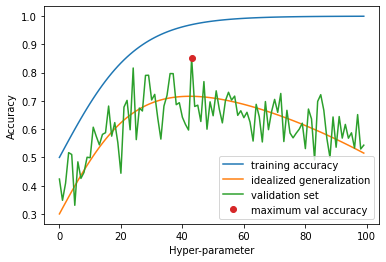 1.0
0.9
0.8
0.7
0.6
0.5
0.4
0.3
Accuracy
0
20
40
60
80
100
Hyper-parameter
training accuracy
idealized generalization
validation set
maximum val accuracy